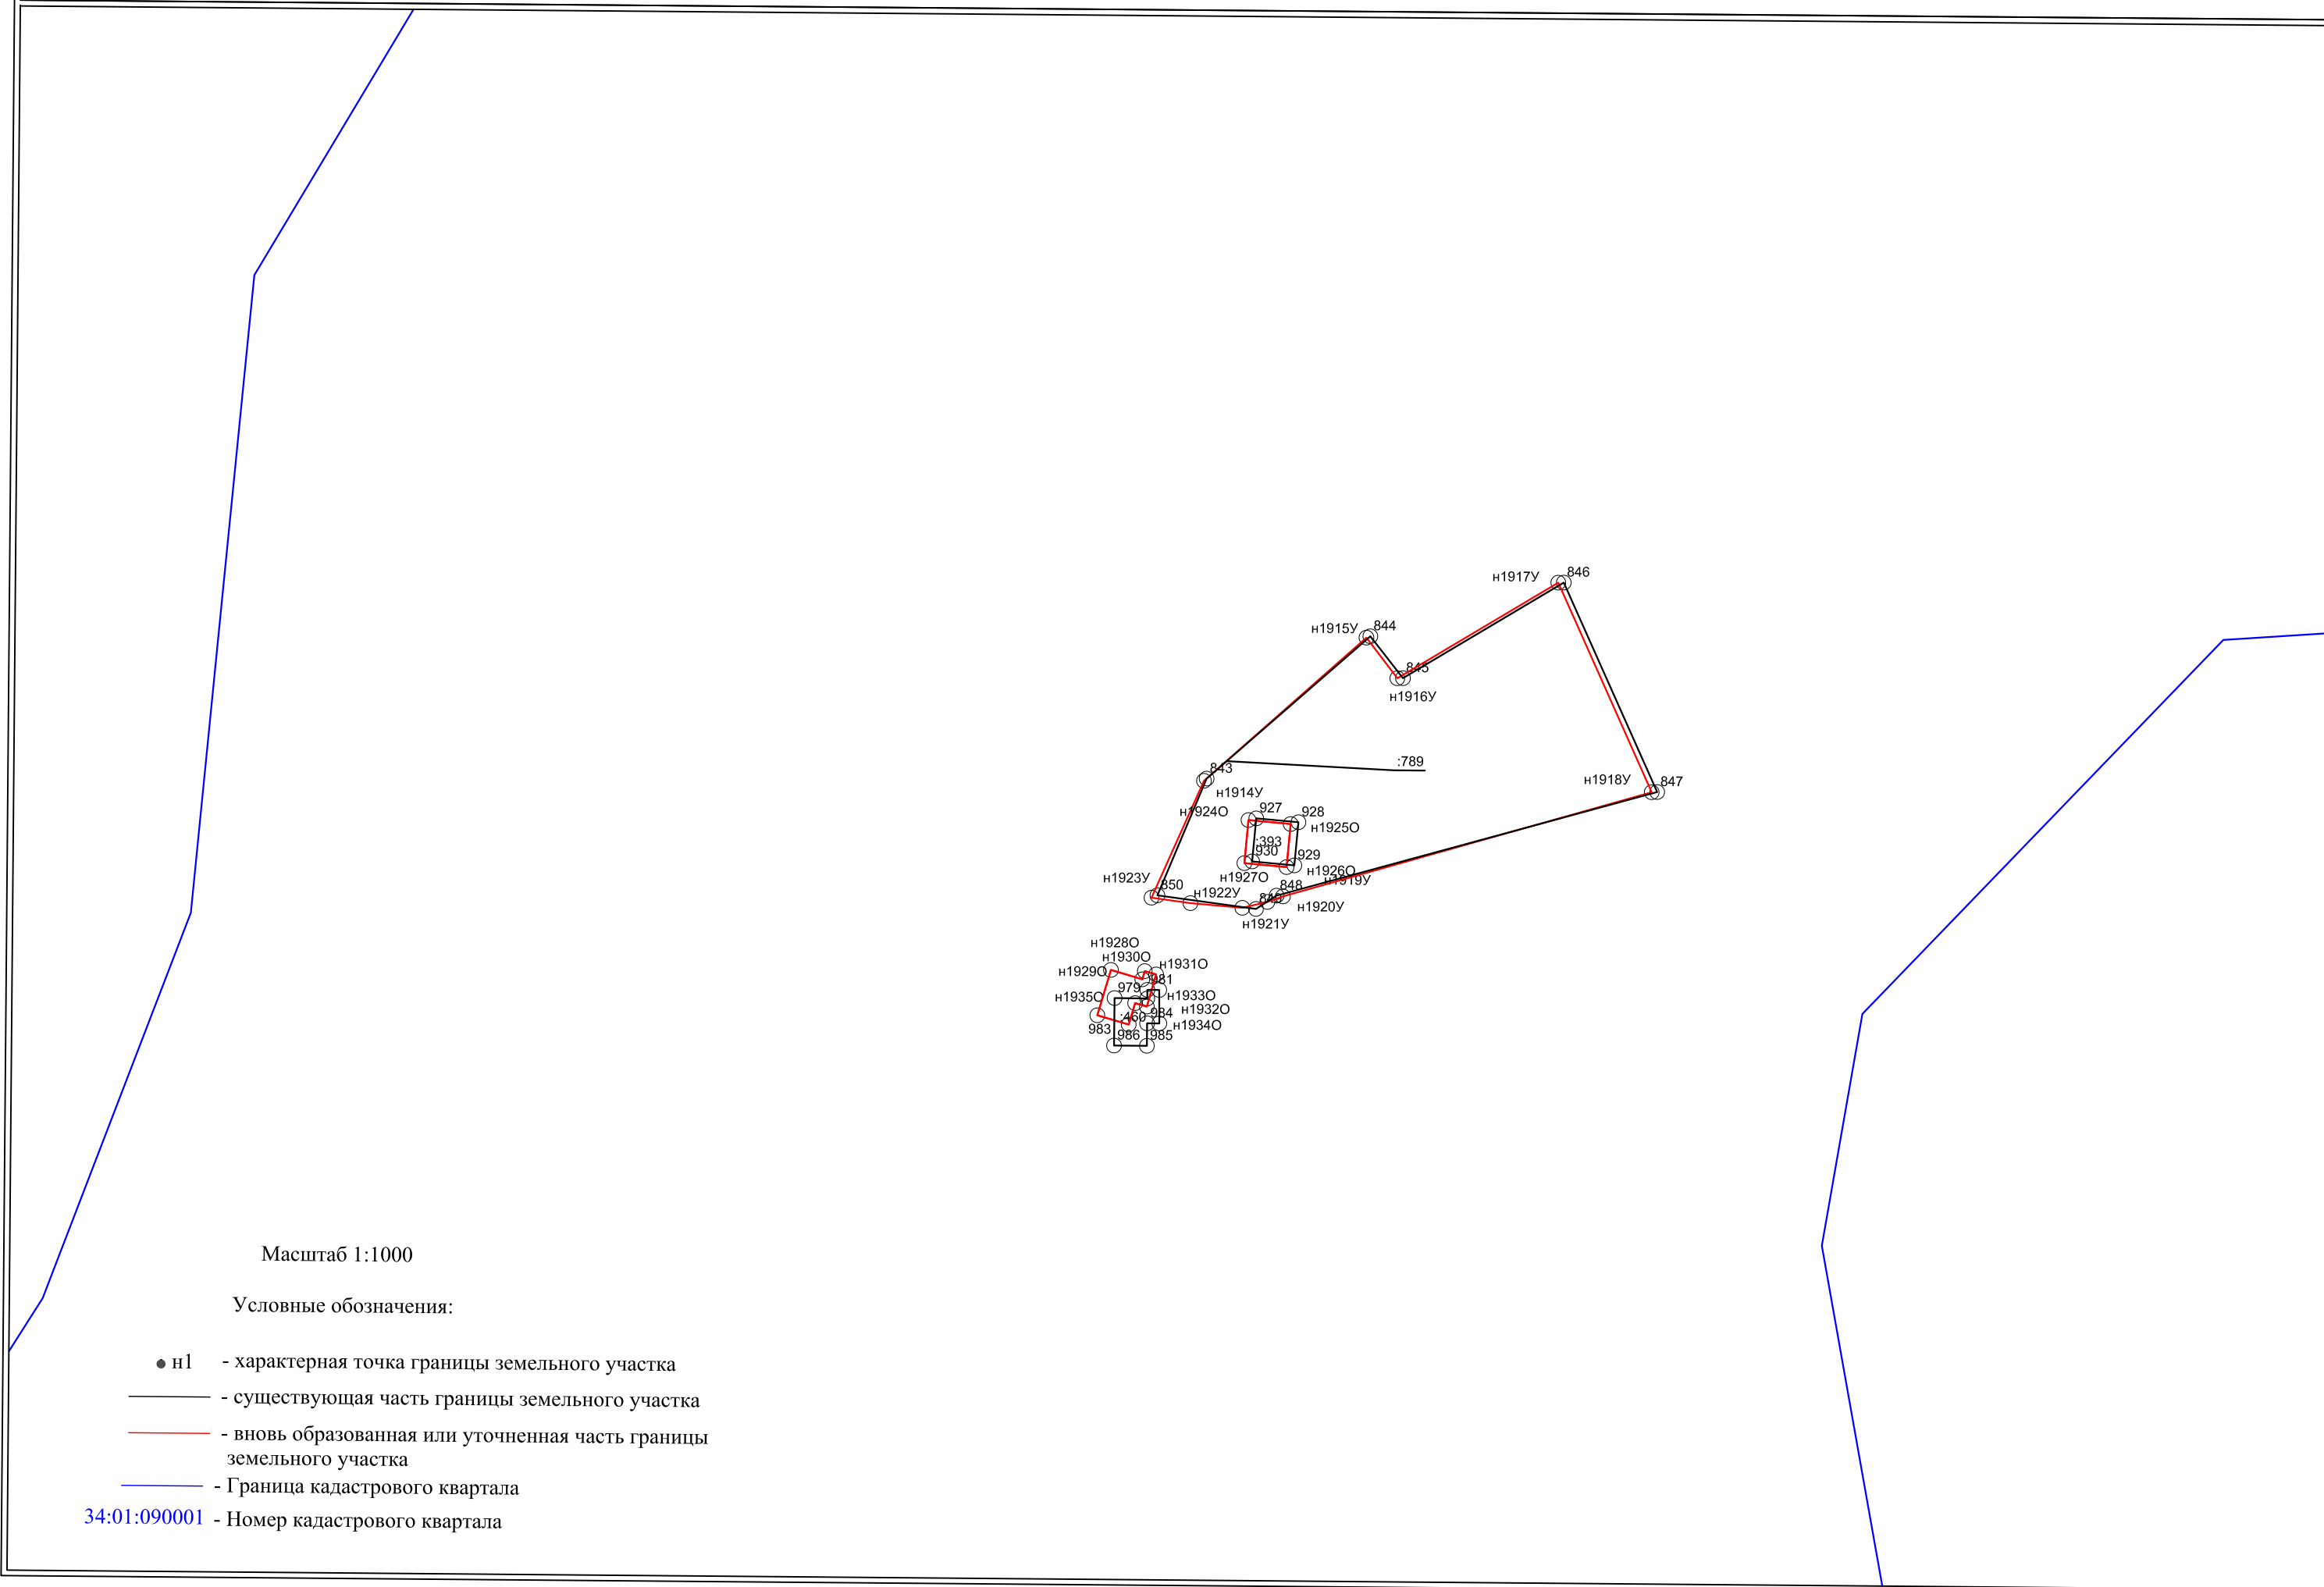 н1917У
846
н1915У
844
845
н1916У
:789
843
н1914У
н1918У
847
н1924О
927
928
н1925О
:393
930
929
н1927О
н1926О
н1919У
н1923У
850
н1922У
848
н1920У
н1921У
н1928О
н1930О
н1931О
н1929О
981
979
н1935О
н1933О
н1932О
:460
984
983
н1934О
986
985
Масштаб 1:1000
Условные обозначения:
н1 - характерная точка границы земельного участка
- существующая часть границы земельного участка
- вновь образованная или уточненная часть границы
земельного участка
- Граница кадастрового квартала
34:01:090001 - Номер кадастрового квартала